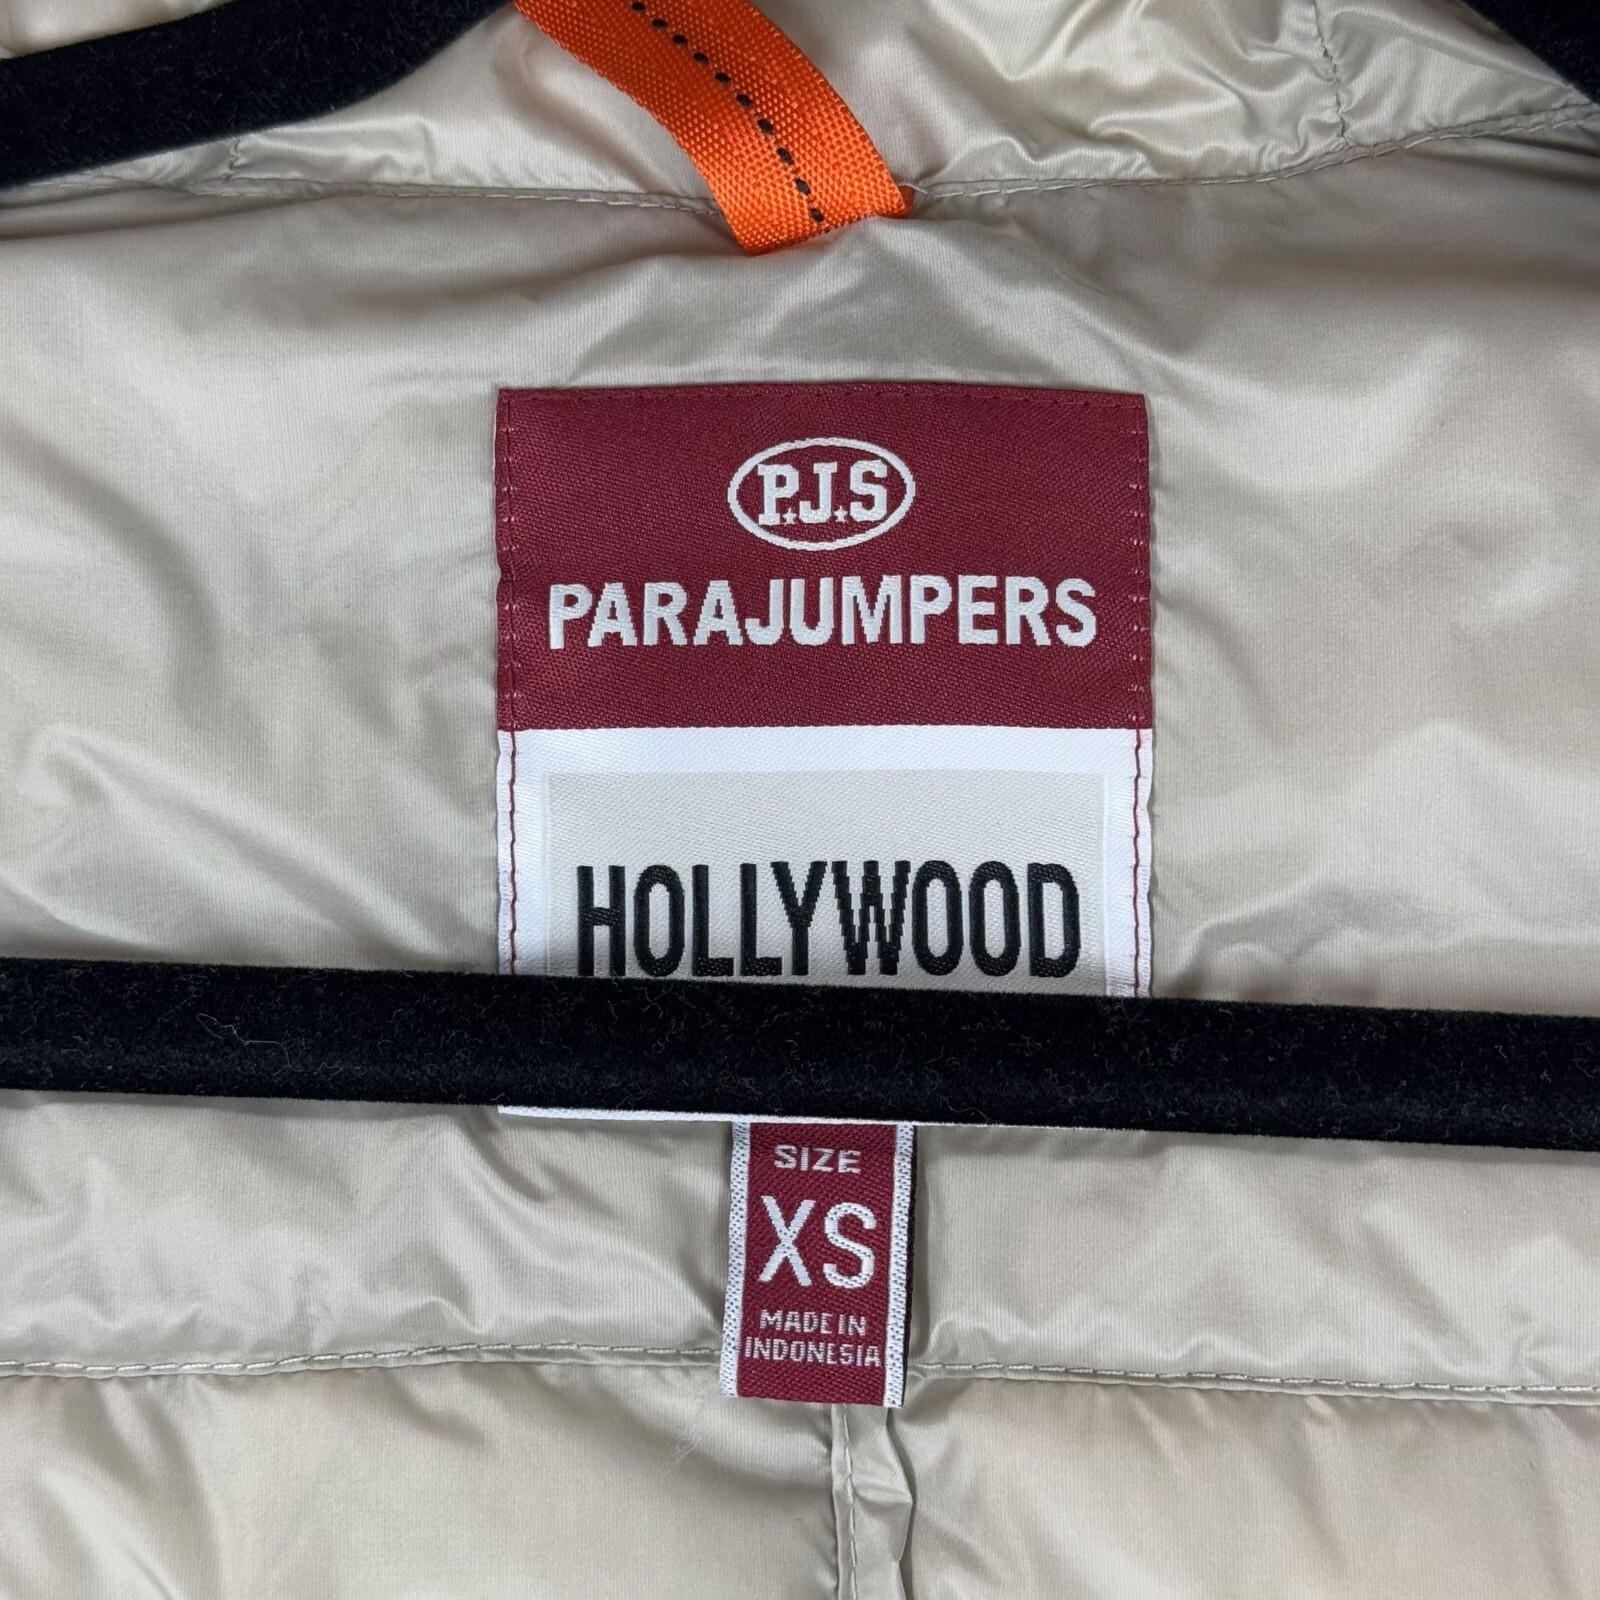 P.J.S
PARAJUMPERS
HOLLYWOOD
SIZE
XS
MADE IN
INDONESIA